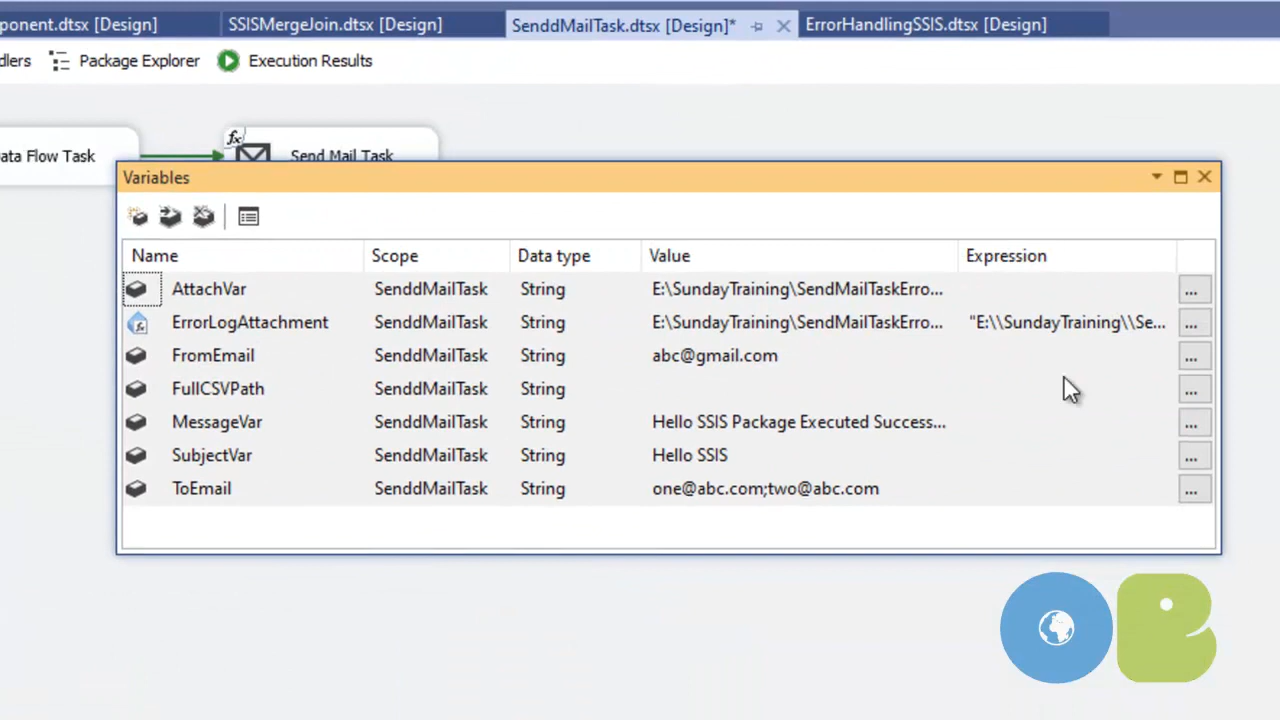 ponent.dtsx [Design] SSISMergeJoin.dtsx [Design] SenddMailTask.dtsx [Design]* ErrorHandlingSSIS.dtsx [Design]
dlers Package Explorer Execution Results
ata Flow Task fx Send Mail Task
Variables
Name Scope Data type Value Expression
AttachVar SenddMailTask String E:\SundayTraining\SendMailTaskErro... ...
ErrorLogAttachment SenddMailTask String E:\SundayTraining\SendMailTaskErro... "E:\\SundayTraining\\Se... ...
FromEmail SenddMailTask String abc@gmail.com ...
FullCSVPath SenddMailTask String ...
MessageVar SenddMailTask String Hello SSIS Package Executed Success... ...
SubjectVar SenddMailTask String Hello SSIS ...
ToEmail SenddMailTask String one@abc.com;two@abc.com ...